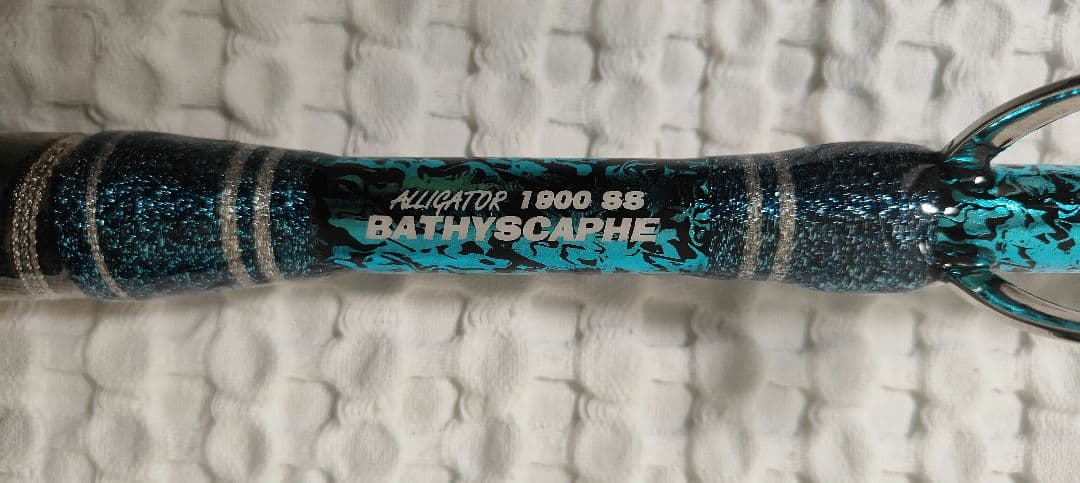 ALLIGATOR 1900 SS
BATHYSCAPHE